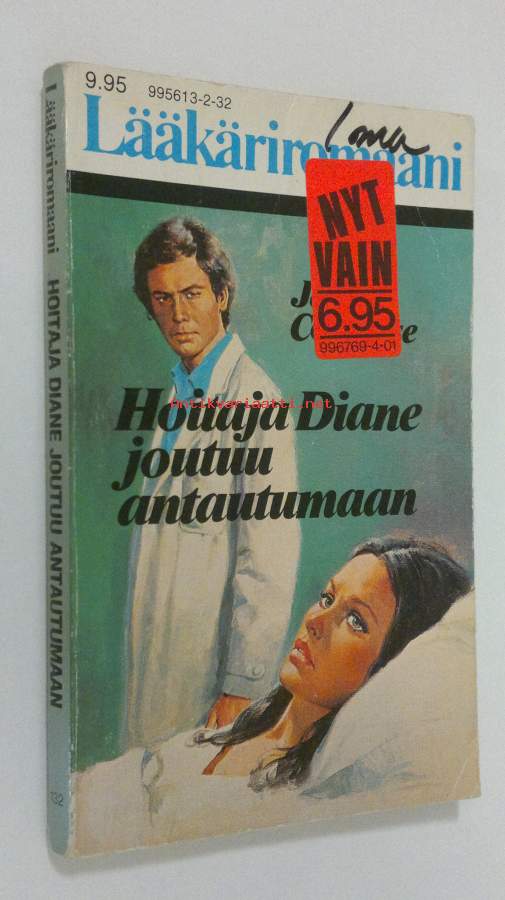 9.95 995613-2-32
Lääkäriromaani
NYT
VAIN
6.95
996769-4-01
Hoitaja Diane
joutuu
antautumaan
Antikvariaatti.net
Lääkäriromaani HOITAJA DIANE JOUTUU ANTAUTUMAAN
132